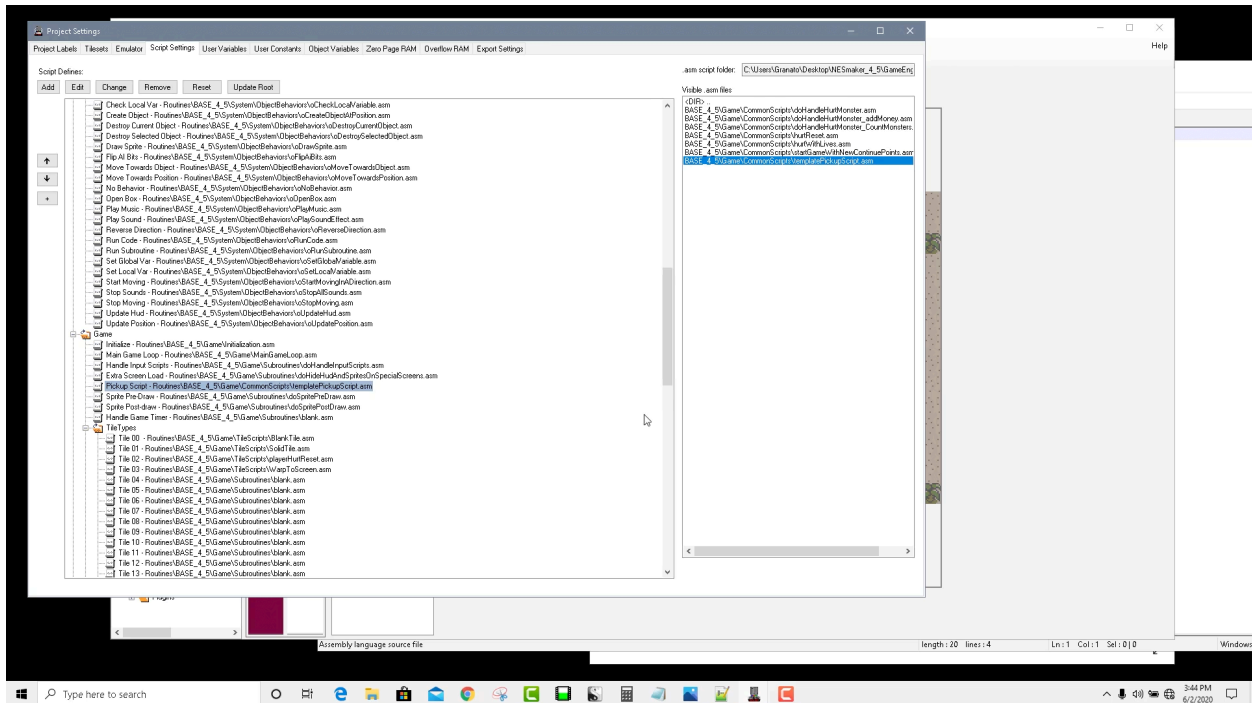 Project Settings
Help
Project Labels Tilesets Emulator Script Settings User Variables User Constants Object Variables Zero Page RAM Overflow RAM Export Settings
Script Defines:
.asm script folder: C:\Users\Granato\Desktop\NESmaker_4_5\GameEng
Add Edit Change Remove Reset Update Root
Visible .asm files
Check Local Var - Routines\BASE_4_5\System\ObjectBehaviors\oCheckLocalVariable.asm
Create Object - Routines\BASE_4_5\System\ObjectBehaviors\oCreateObjectAtPosition.asm
Destroy Current Object - Routines\BASE_4_5\System\ObjectBehaviors\oDestroyCurrentObject.asm
Destroy Selected Object - Routines\BASE_4_5\System\ObjectBehaviors\oDestroySelectedObject.asm
Draw Sprite - Routines\BASE_4_5\System\ObjectBehaviors\oDrawSprite.asm
Flip AI Bits - Routines\BASE_4_5\System\ObjectBehaviors\oFlipAiBits.asm
Move Towards Object - Routines\BASE_4_5\System\ObjectBehaviors\oMoveTowardsObject.asm
Move Towards Position - Routines\BASE_4_5\System\ObjectBehaviors\oMoveTowardsPosition.asm
No Behavior - Routines\BASE_4_5\System\ObjectBehaviors\oNoBehavior.asm
Open Box - Routines\BASE_4_5\System\ObjectBehaviors\oOpenBox.asm
Play Music - Routines\BASE_4_5\System\ObjectBehaviors\oPlayMusic.asm
Play Sound - Routines\BASE_4_5\System\ObjectBehaviors\oPlaySoundEffect.asm
Reverse Direction - Routines\BASE_4_5\System\ObjectBehaviors\oReverseDirection.asm
Run Code - Routines\BASE_4_5\System\ObjectBehaviors\oRunCode.asm
Run Subroutine - Routines\BASE_4_5\System\ObjectBehaviors\oRunSubroutine.asm
Set Global Var - Routines\BASE_4_5\System\ObjectBehaviors\oSetGlobalVariable.asm
Set Local Var - Routines\BASE_4_5\System\ObjectBehaviors\oSetLocalVariable.asm
Start Moving - Routines\BASE_4_5\System\ObjectBehaviors\oStartMovingInADirection.asm
Stop Sounds - Routines\BASE_4_5\System\ObjectBehaviors\oStopAllSounds.asm
Stop Moving - Routines\BASE_4_5\System\ObjectBehaviors\oStopMoving.asm
Update Hud - Routines\BASE_4_5\System\ObjectBehaviors\oUpdateHud.asm
Update Position - Routines\BASE_4_5\System\ObjectBehaviors\oUpdatePosition.asm
Game
Initialize - Routines\BASE_4_5\Game\Initialization.asm
Main Game Loop - Routines\BASE_4_5\Game\MainGameLoop.asm
Handle Input Scripts - Routines\BASE_4_5\Game\Subroutines\doHandleInputScripts.asm
Extra Screen Load - Routines\BASE_4_5\Game\Subroutines\doHideHudAndSpritesOnSpecialScreens.asm
Pickup Script - Routines\BASE_4_5\Game\CommonScripts\templatePickupScript.asm
Sprite Pre-Draw - Routines\BASE_4_5\Game\Subroutines\doSpritePreDraw.asm
Sprite Post-draw - Routines\BASE_4_5\Game\Subroutines\doSpritePostDraw.asm
Handle Game Timer - Routines\BASE_4_5\Game\Subroutines\blank.asm
TileTypes
Tile 00 - Routines\BASE_4_5\Game\TileScripts\BlankTile.asm
Tile 01 - Routines\BASE_4_5\Game\TileScripts\SolidTile.asm
Tile 02 - Routines\BASE_4_5\Game\TileScripts\playerHurtReset.asm
Tile 03 - Routines\BASE_4_5\Game\TileScripts\WarpToScreen.asm
Tile 04 - Routines\BASE_4_5\Game\Subroutines\blank.asm
Tile 05 - Routines\BASE_4_5\Game\Subroutines\blank.asm
Tile 06 - Routines\BASE_4_5\Game\Subroutines\blank.asm
Tile 07 - Routines\BASE_4_5\Game\Subroutines\blank.asm
Tile 08 - Routines\BASE_4_5\Game\Subroutines\blank.asm
Tile 09 - Routines\BASE_4_5\Game\Subroutines\blank.asm
Tile 10 - Routines\BASE_4_5\Game\Subroutines\blank.asm
Tile 11 - Routines\BASE_4_5\Game\Subroutines\blank.asm
Tile 12 - Routines\BASE_4_5\Game\Subroutines\blank.asm
Tile 13 - Routines\BASE_4_5\Game\Subroutines\blank.asm
<DIR> ..
BASE_4_5\Game\CommonScripts\doHandleHurtMonster.asm
BASE_4_5\Game\CommonScripts\doHandleHurtMonster_addMoney.asm
BASE_4_5\Game\CommonScripts\doHandleHurtMonster_CountMonsters.
BASE_4_5\Game\CommonScripts\hurtReset.asm
BASE_4_5\Game\CommonScripts\hurtWithLives.asm
BASE_4_5\Game\CommonScripts\startGameWithNewContinuePoints.asm
BASE_4_5\Game\CommonScripts\templatePickupScript.asm
Assembly language source file length : 20 lines : 4 Ln : 1 Col : 1 Sel : 0 | 0 Windows
Type here to search
3:44 PM
6/2/2020